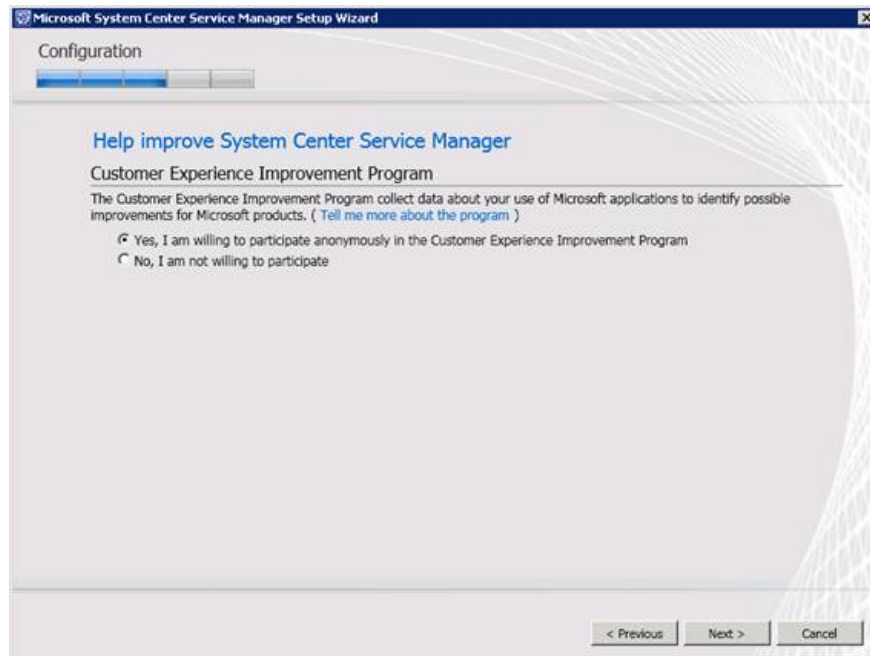 Microsoft System Center Service Manager Setup Wizard
Configuration
Help improve System Center Service Manager
Customer Experience Improvement Program
The Customer Experience Improvement Program collect data about your use of Microsoft applications to identify possible
improvements for Microsoft products. ( Tell me more about the program )
Yes, I am willing to participate anonymously in the Customer Experience Improvement Program
No, I am not willing to participate
< Previous Next > Cancel